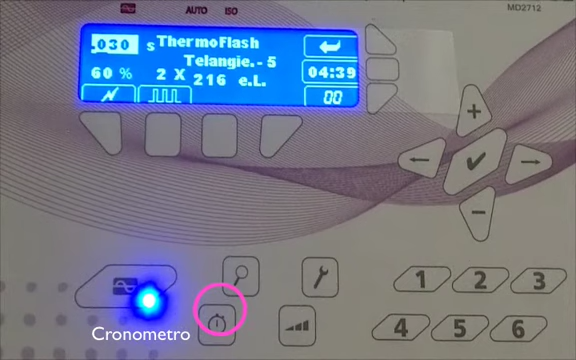 AUTO ISO
MD2712
.030 s ThermoFlash
Telangie.- 5
04:39
60 % 2 X 216 e.L.
00
+
−
1 2 3
4 5 6
Cronometro